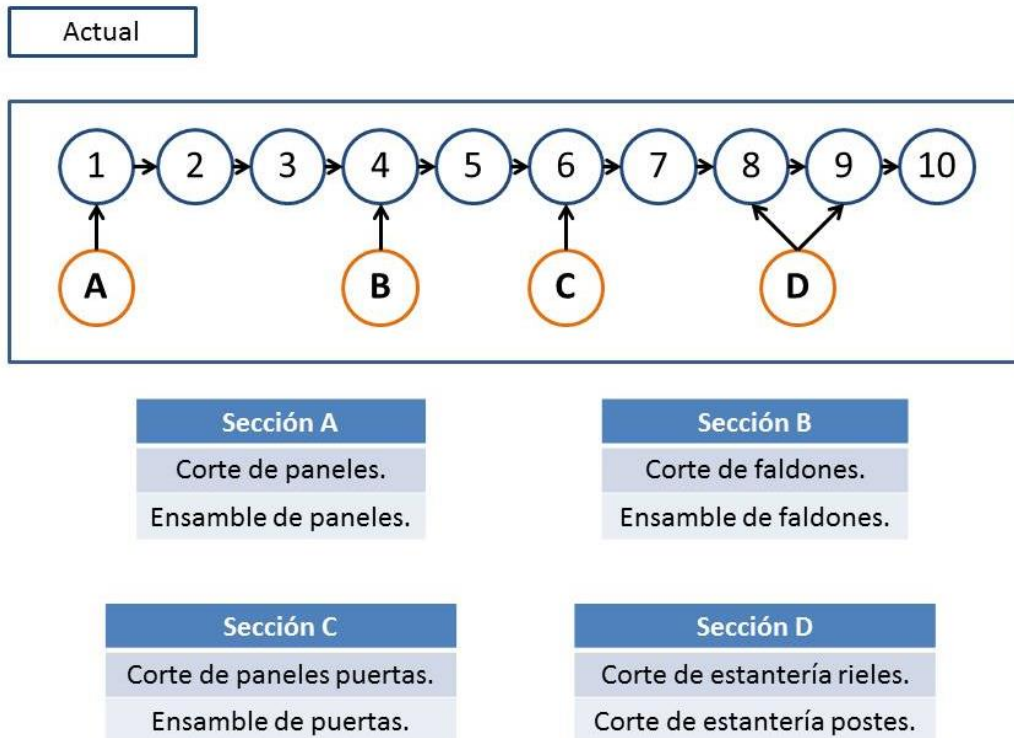 Actual
1 2 3 4 5 6 7 8 9 10
A B C D
Sección A
Corte de paneles.
Ensamble de paneles.
Sección B
Corte de faldones.
Ensamble de faldones.
Sección C
Corte de paneles puertas.
Ensamble de puertas.
Sección D
Corte de estantería rieles.
Corte de estantería postes.